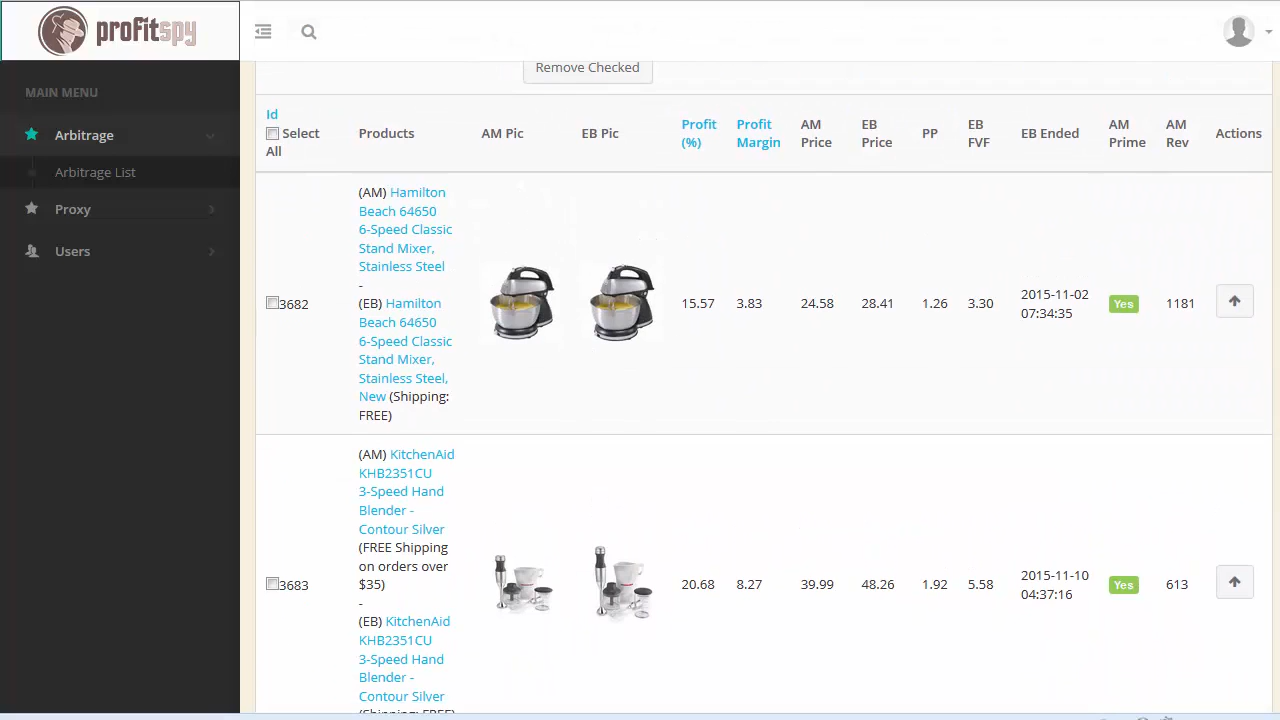 profitspy
Remove Checked
MAIN MENU
Arbitrage
Arbitrage List
Proxy
Users
Id
Select
All
Products
AM Pic
EB Pic
Profit
(%)
Profit
Margin
AM
Price
EB
Price
PP
EB
FVF
EB Ended
AM
Prime
AM
Rev
Actions
3682
(AM) Hamilton
Beach 64650
6-Speed Classic
Stand Mixer,
Stainless Steel
-
(EB) Hamilton
Beach 64650
6-Speed Classic
Stand Mixer,
Stainless Steel,
New (Shipping:
FREE)
15.57
3.83
24.58
28.41
1.26
3.30
2015-11-02
07:34:35
Yes
1181
3683
(AM) KitchenAid
KHB2351CU
3-Speed Hand
Blender -
Contour Silver
(FREE Shipping
on orders over
$35)
-
(EB) KitchenAid
KHB2351CU
3-Speed Hand
Blender -
Contour Silver
(Shipping: FREE)
20.68
8.27
39.99
48.26
1.92
5.58
2015-11-10
04:37:16
Yes
613